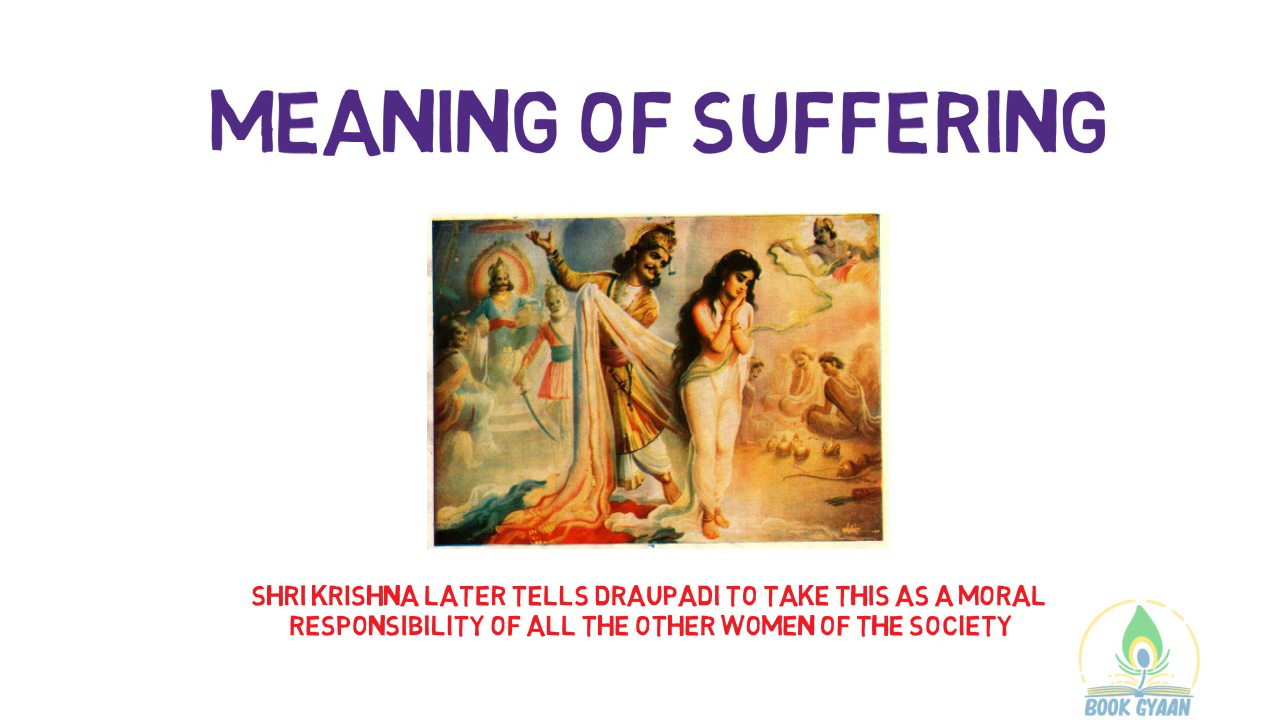 MEANING OF SUFFERING
SHRI KRISHNA LATER TELLS DRAUPADI TO TAKE THIS AS A MORAL
RESPONSIBILITY OF ALL THE OTHER WOMEN OF THE SOCIETY
BOOK GYAAN